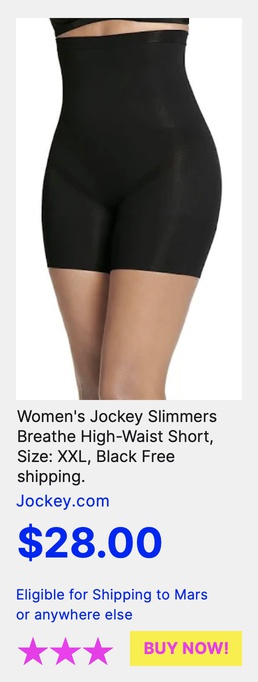 Women's Jockey Slimmers
Breathe High-Waist Short,
Size: XXL, Black Free
shipping.
Jockey.com
$28.00
Eligible for Shipping to Mars
or anywhere else
BUY NOW!